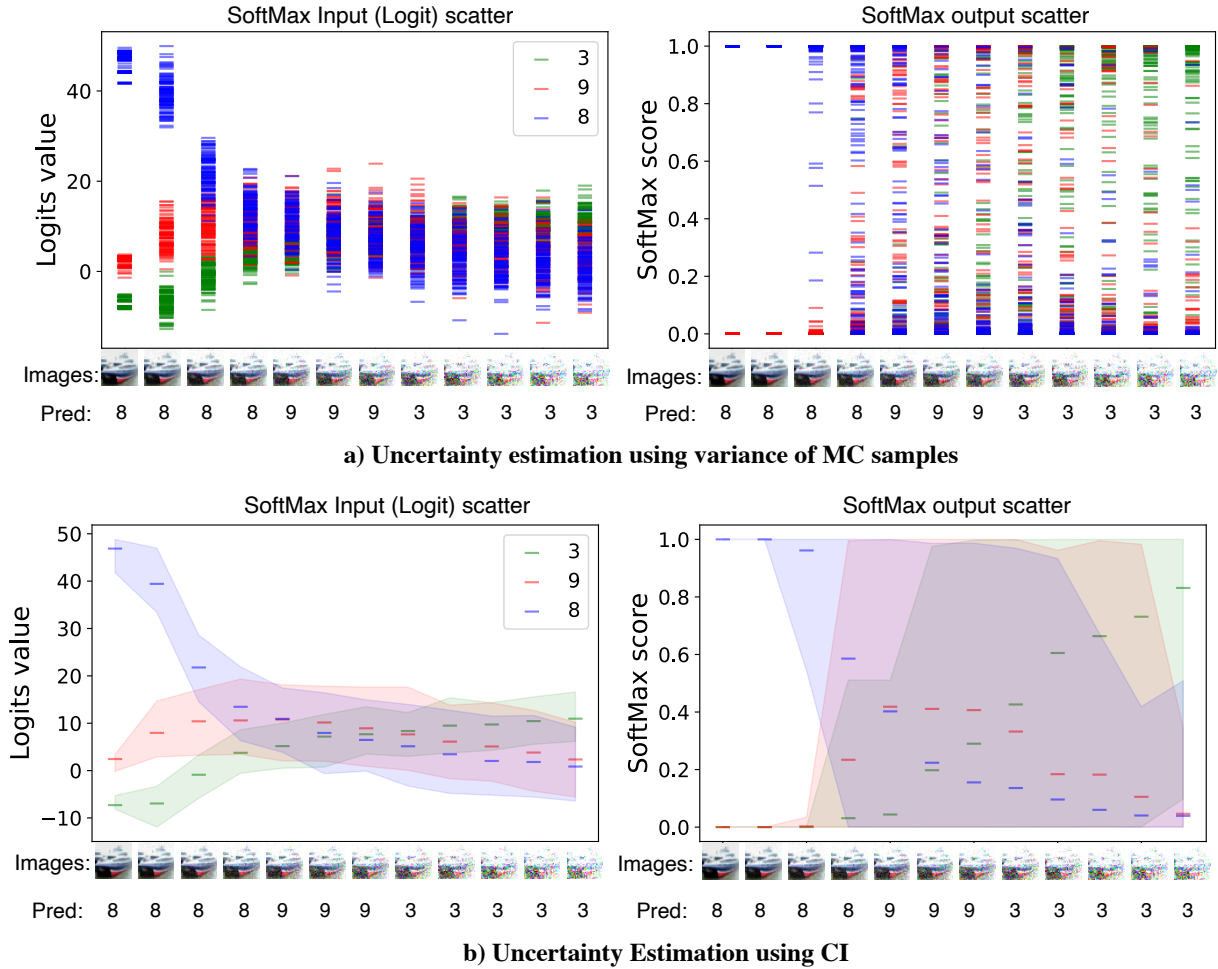 SoftMax Input (Logit) scatter
SoftMax output scatter
Logits value
40
20
0
3
9
8
SoftMax score
1.0
0.8
0.6
0.4
0.2
0.0
Images:
Images:
Pred: 8 8 8 8 9 9 9 3 3 3 3 3
Pred: 8 8 8 8 9 9 9 3 3 3 3 3
a) Uncertainty estimation using variance of MC samples
SoftMax Input (Logit) scatter
SoftMax output scatter
Logits value
50
40
30
20
10
0
−10
3
9
8
SoftMax score
1.0
0.8
0.6
0.4
0.2
0.0
Images:
Images:
Pred: 8 8 8 8 9 9 9 3 3 3 3 3
Pred: 8 8 8 8 9 9 9 3 3 3 3 3
b) Uncertainty Estimation using CI